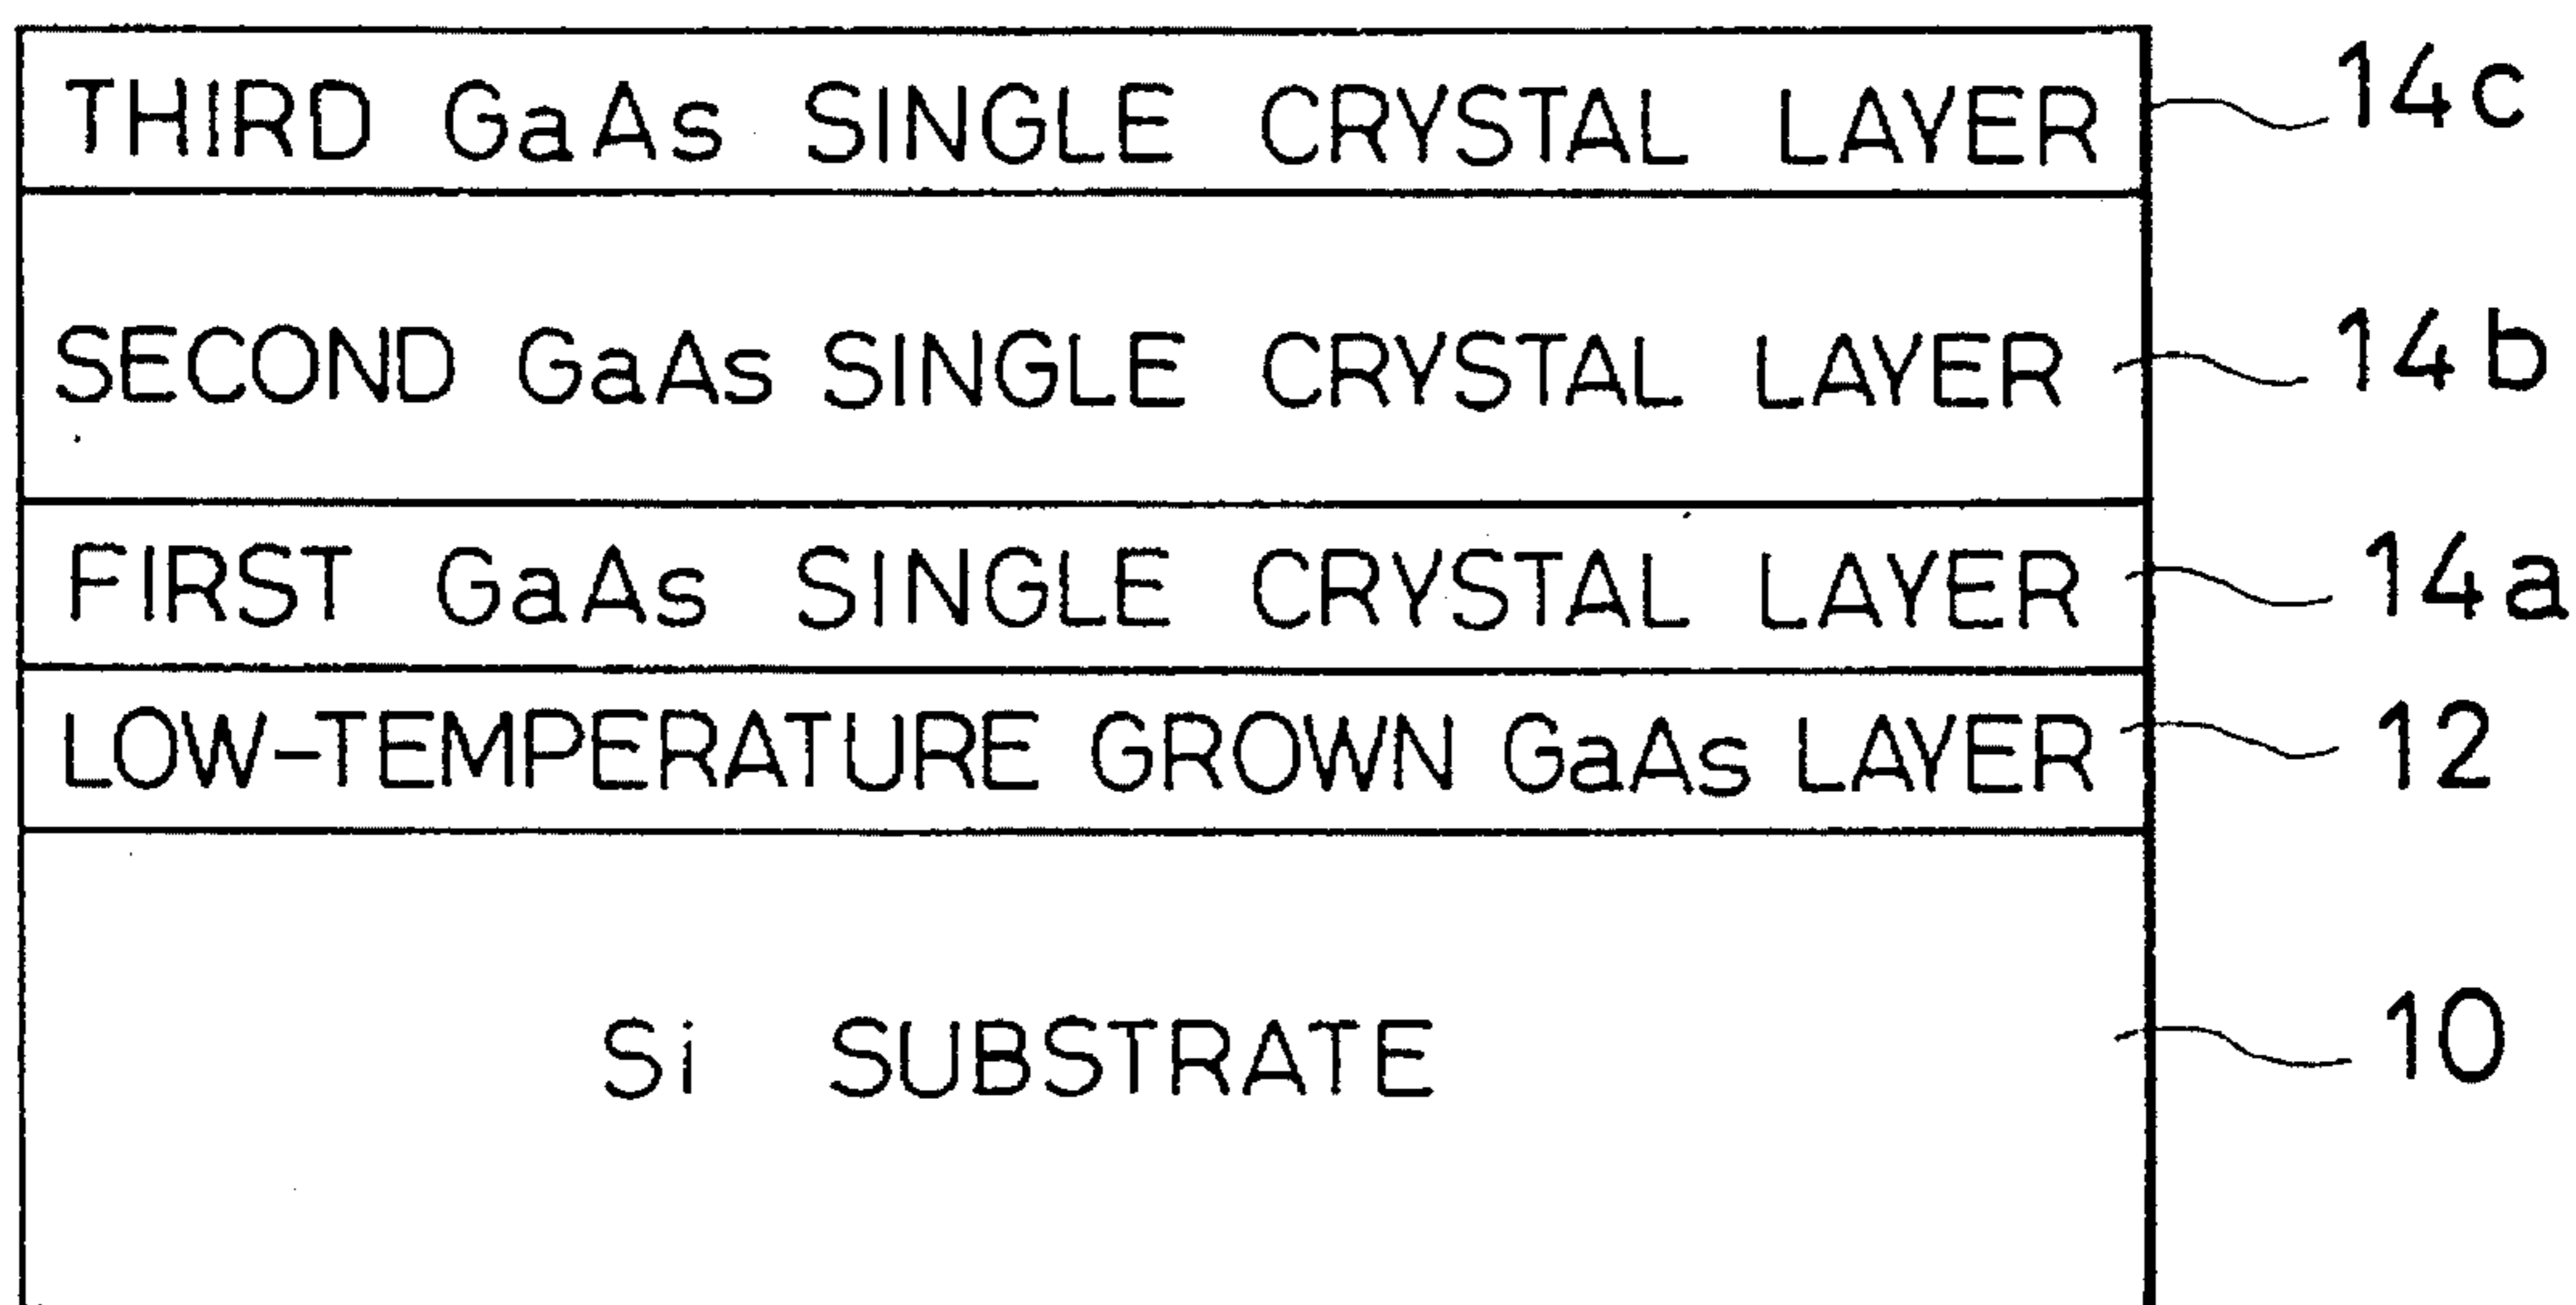 THIRD GaAs SINGLE CRYSTAL LAYER 14c
SECOND GaAs SINGLE CRYSTAL LAYER 14b
FIRST GaAs SINGLE CRYSTAL LAYER 14a
LOW-TEMPERATURE GROWN GaAs LAYER 12
Si SUBSTRATE 10